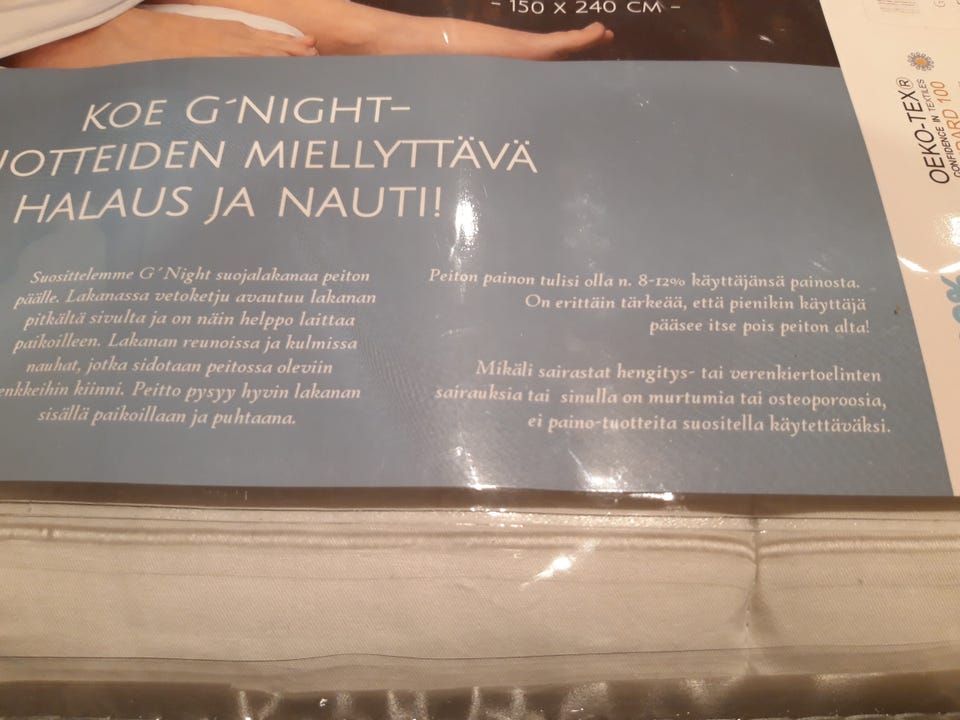 - 150 X 240 CM -
KOE G´NIGHT-
MIELLYTTÄVÄ
HALAUS JA NAUTI!
Suosittelemme G´Night suojalakanaa peiton
päälle. Lakanassa vetoketju avautuu lakanan
pitkältä sivulta ja on näin helppo laittaa
paikoilleen. Lakanan reunoissa ja kulmissa
nauhat, jotka sidotaan peitossa oleviin
kiinni. Peitto pysyy hyvin lakanan
sisällä paikoillaan ja puhtaana.
Peiton painon tulisi olla n. 8-12% käyttäjänsä painosta.
On erittäin tärkeää, että pienikin käyttäjä
pääsee itse pois peiton alta!
Mikäli sairastat hengitys- tai verenkiertoelinten
sairauksia tai sinulla on murtumia tai osteoporoosia,
ei paino-tuotteita suositella käytettäväksi.
OEKO-TEX®
CONFIDENCE IN TEXTILES
100